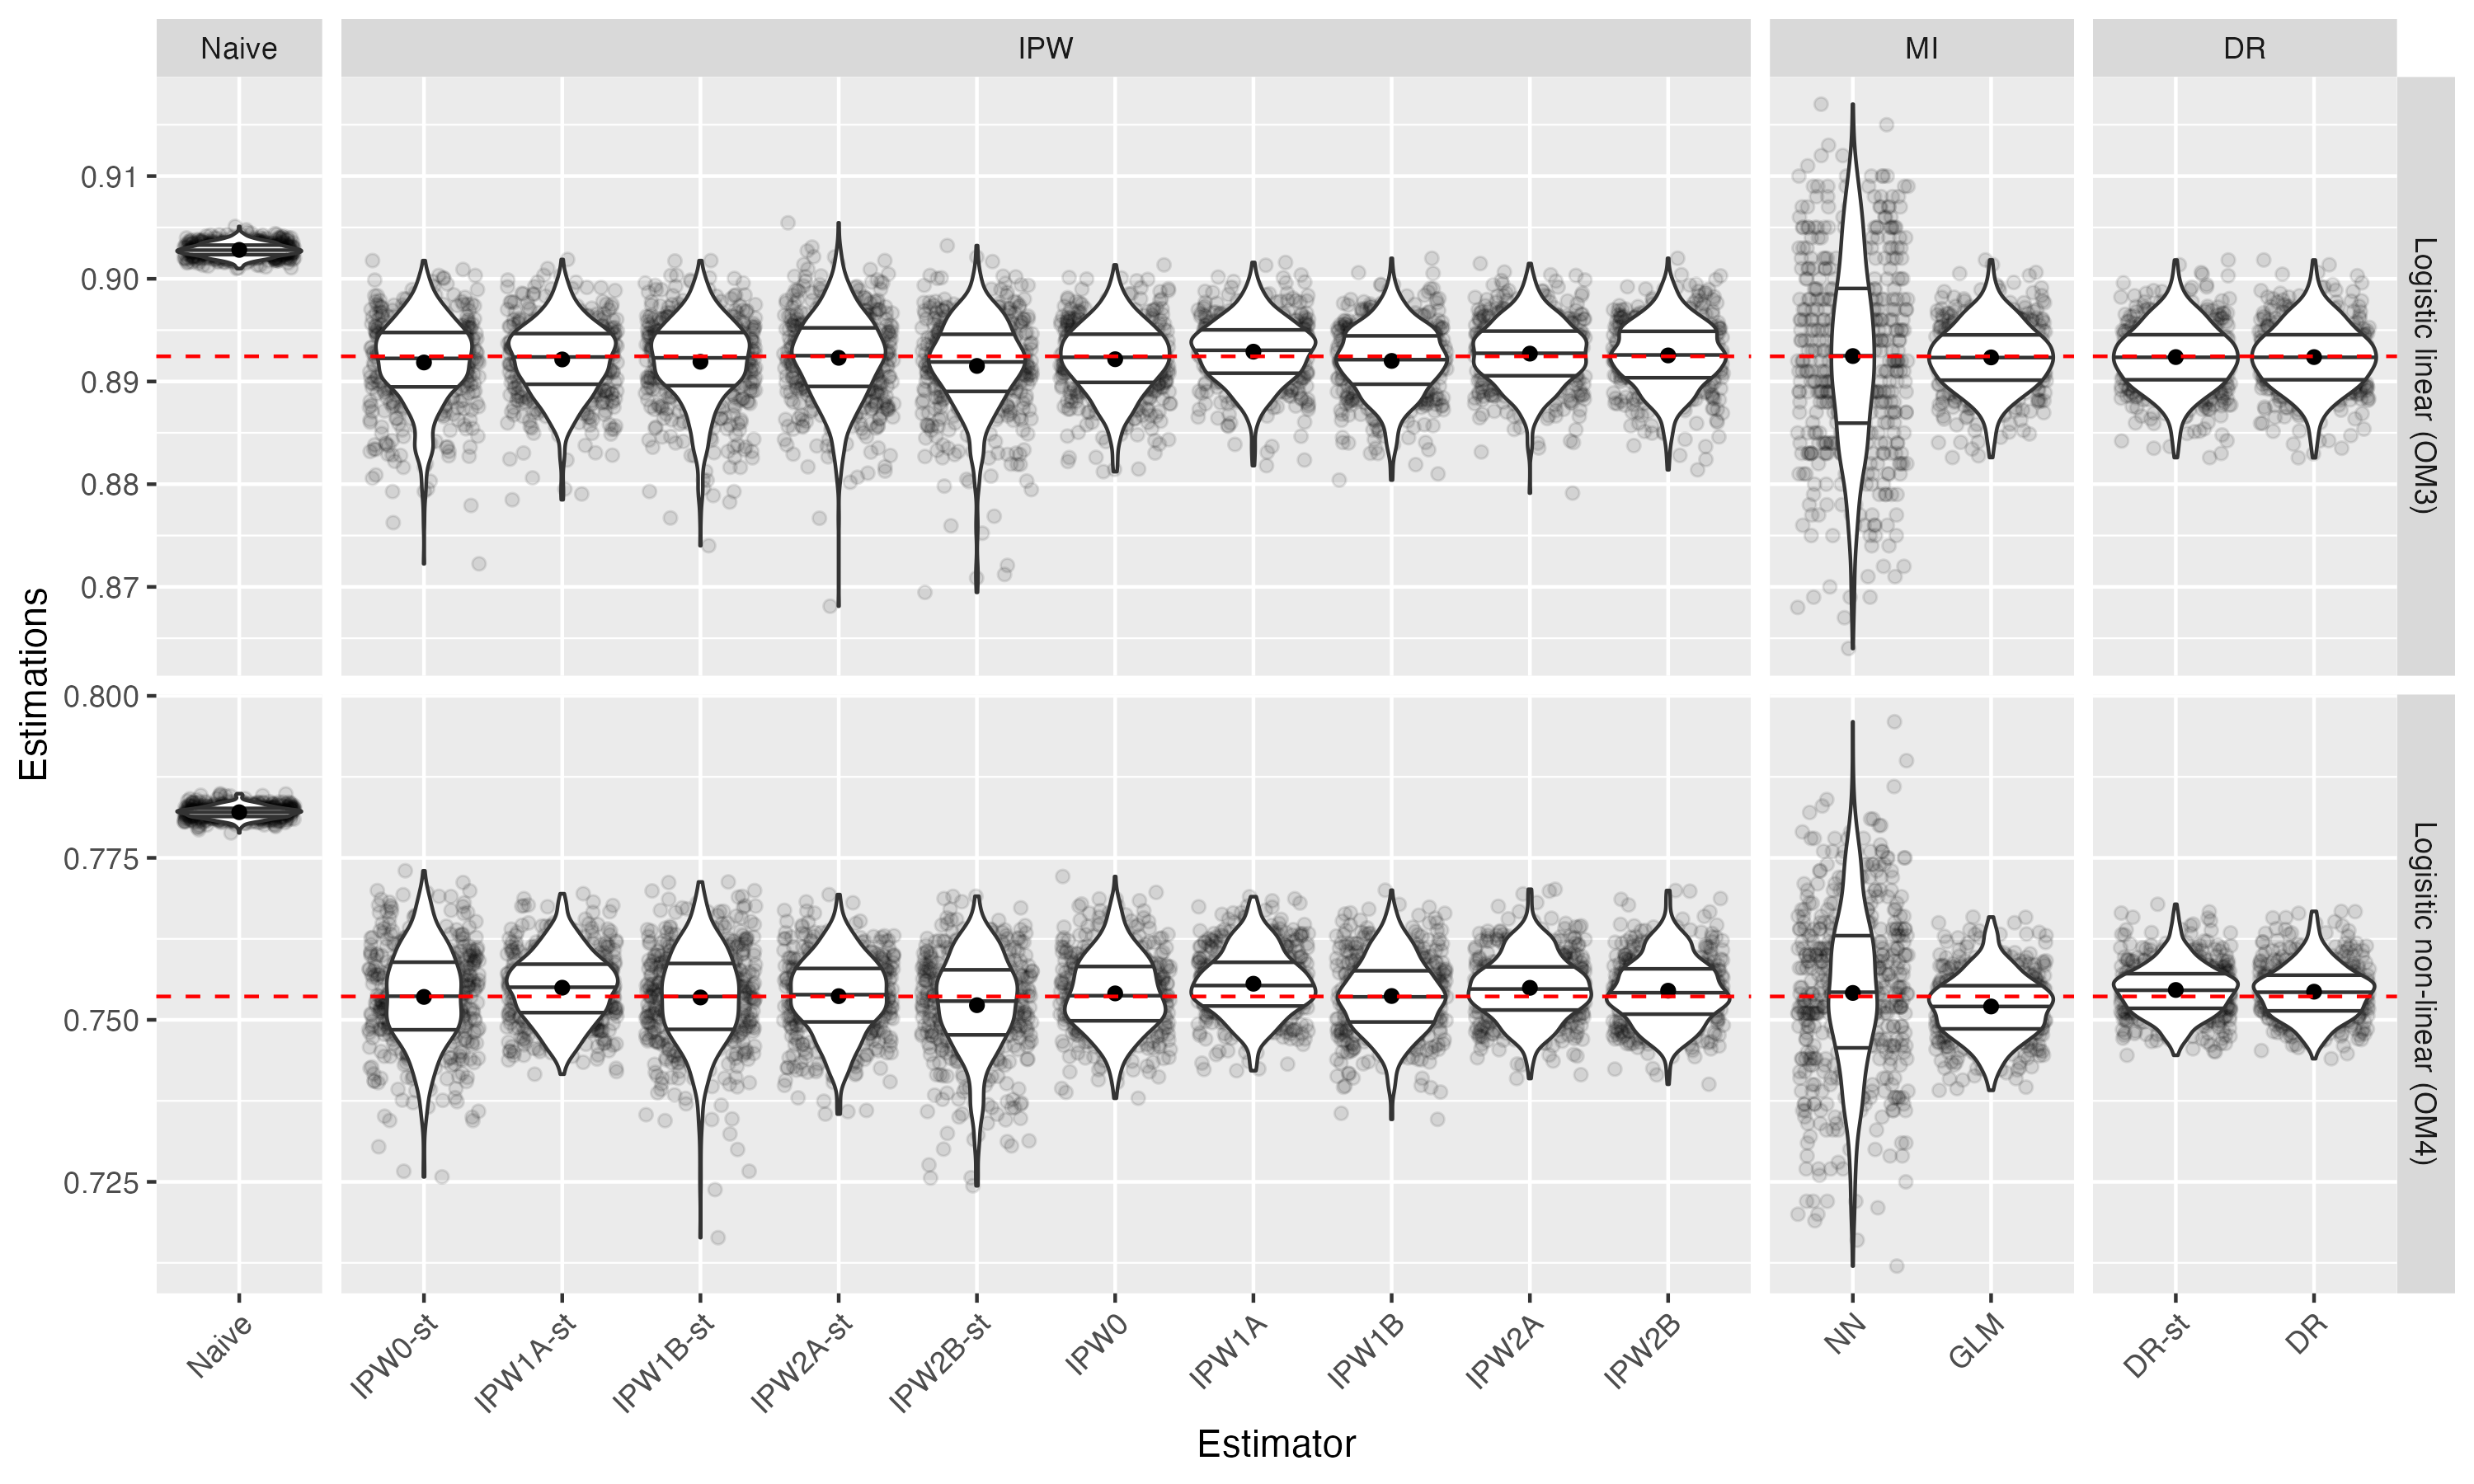 Naive
IPW
MI
DR
Estimations
0.91
0.90
0.89
0.88
0.87
Logistic linear (OM3)
0.800
0.775
0.750
0.725
Logisitic non-linear (OM4)
Naive
IPW0-st
IPW1A-st
IPW1B-st
IPW2A-st
IPW2B-st
IPW0
IPW1A
IPW1B
IPW2A
IPW2B
NN
GLM
DR-st
DR
Estimator